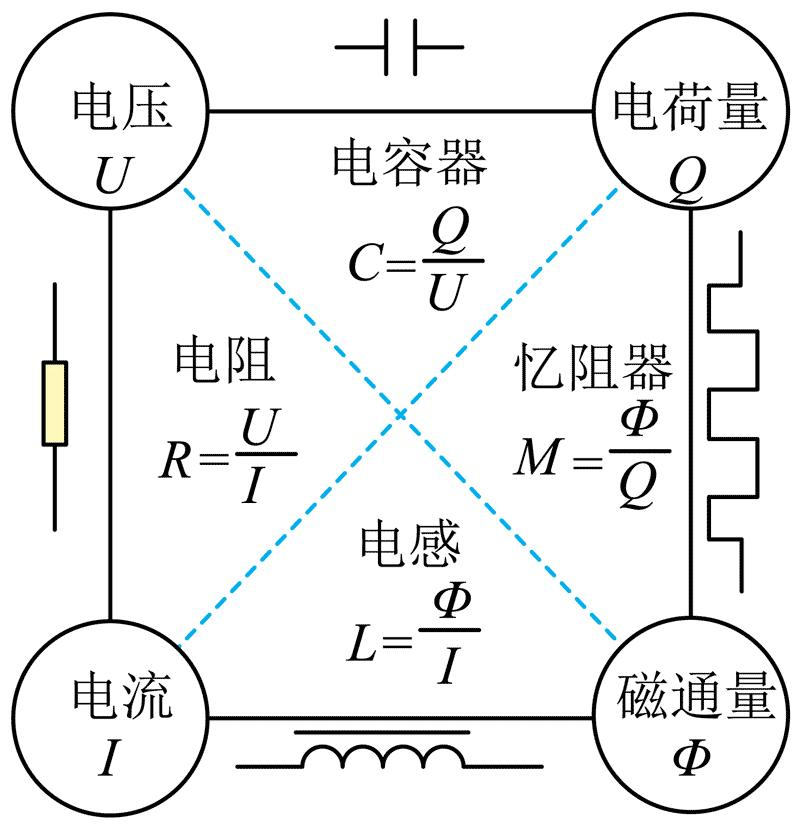 电压
U
电荷量
Q
电容器
C=Q/U
电阻
R=U/I
忆阻器
M=Φ/Q
电感
L=Φ/I
电流
I
磁通量
Φ